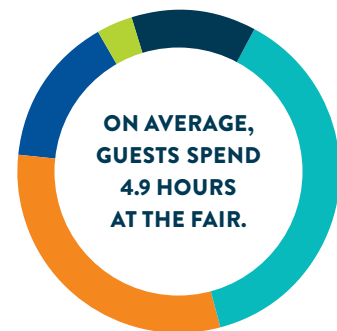 ON AVERAGE,
GUESTS SPEND
4.9 HOURS
AT THE FAIR.